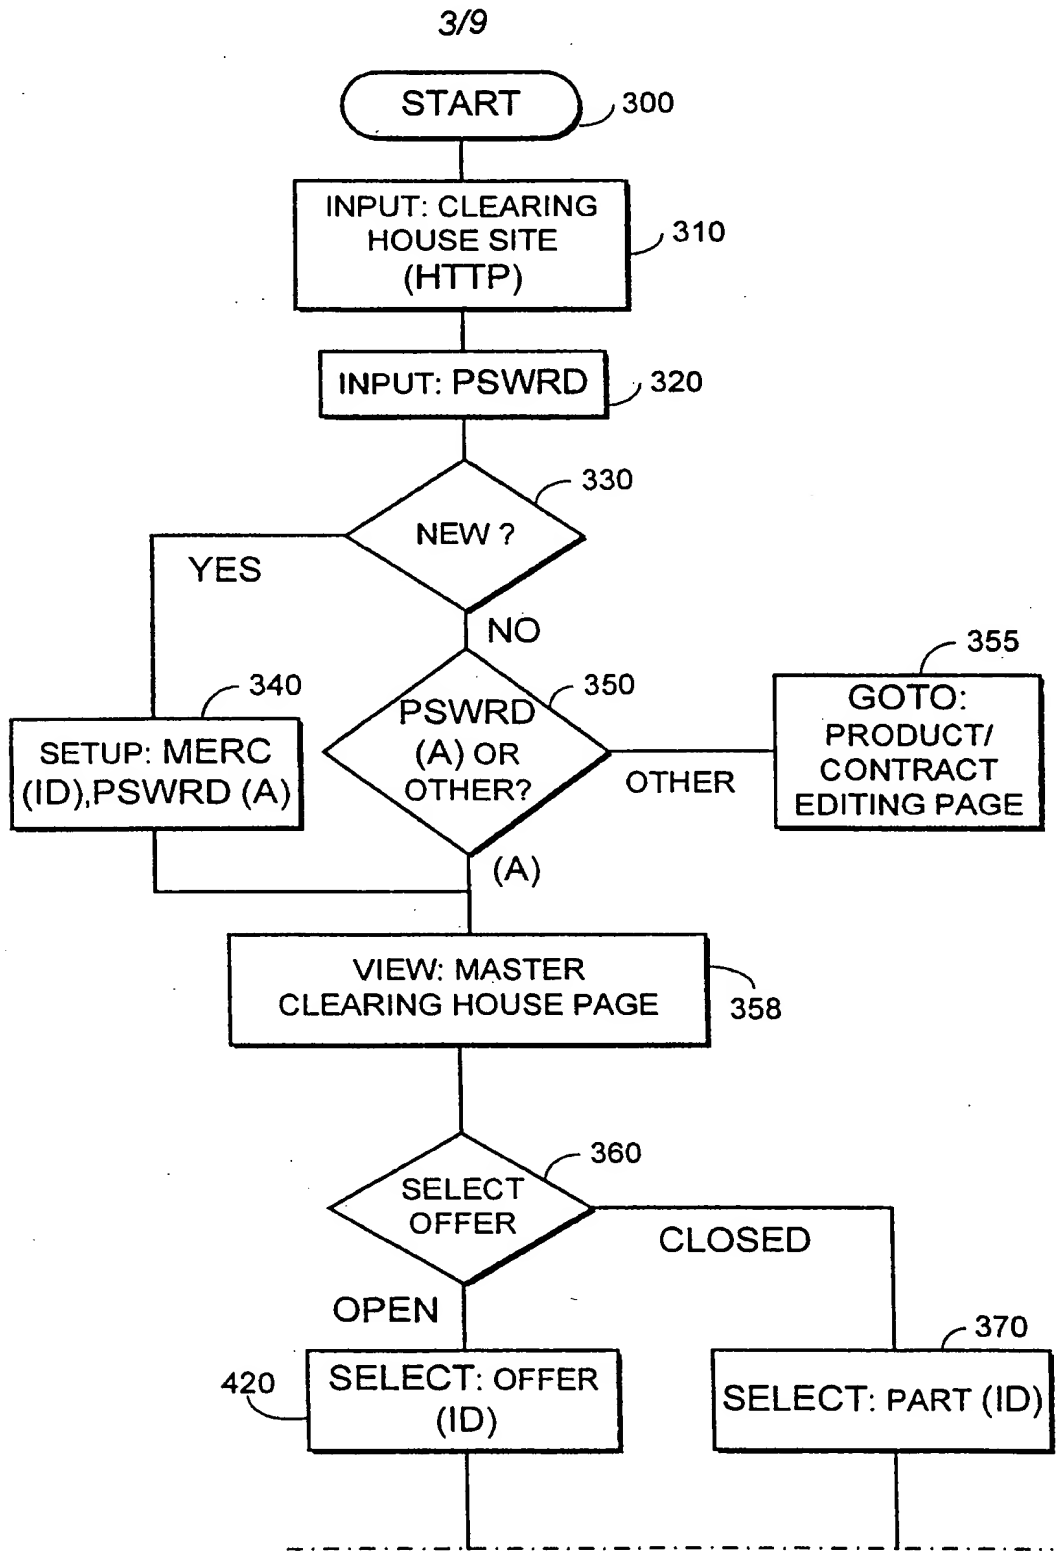 3/9
START
300
INPUT: CLEARING
HOUSE SITE
(HTTP)
310
INPUT: PSWRD
320
330
NEW ?
YES
NO
340
SETUP: MERC
(ID),PSWRD (A)
350
PSWRD
(A) OR
OTHER?
OTHER
355
GOTO:
PRODUCT/
CONTRACT
EDITING PAGE
(A)
VIEW: MASTER
CLEARING HOUSE PAGE
358
360
SELECT
OFFER
CLOSED
OPEN
420
SELECT: OFFER
(ID)
370
SELECT: PART (ID)